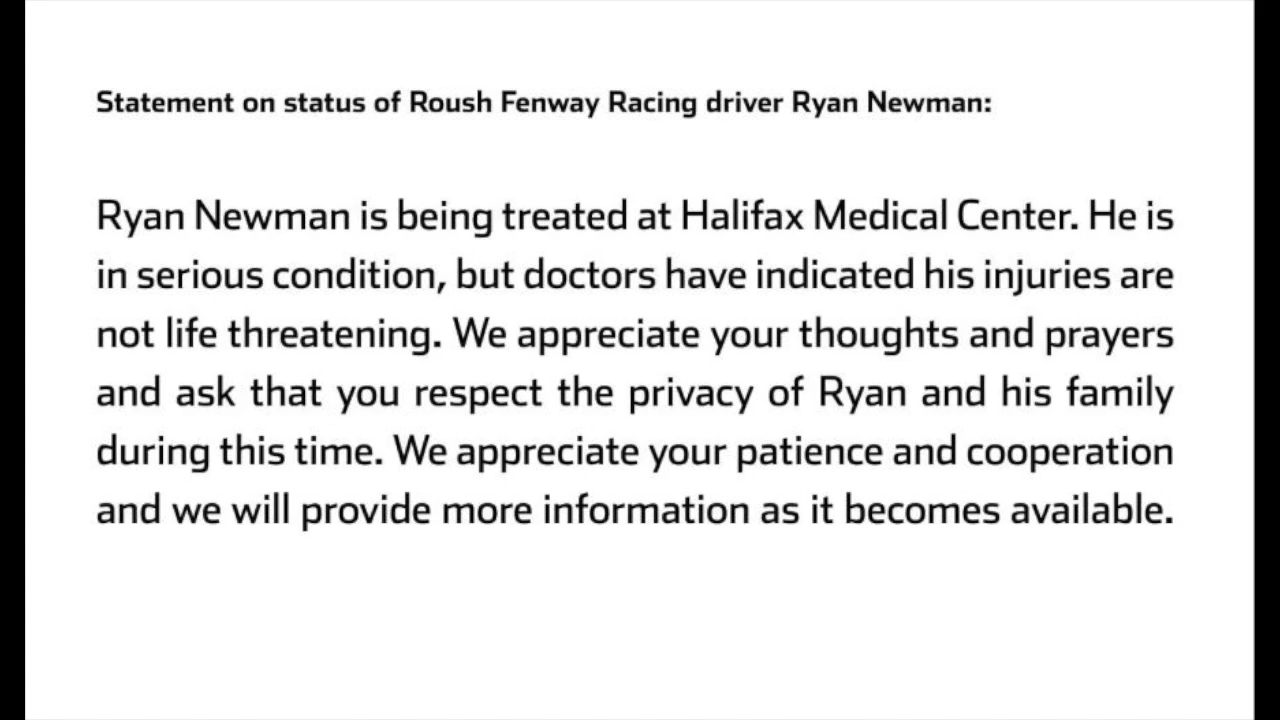 Statement on status of Roush Fenway Racing driver Ryan Newman:
Ryan Newman is being treated at Halifax Medical Center. He is
in serious condition, but doctors have indicated his injuries are
not life threatening. We appreciate your thoughts and prayers
and ask that you respect the privacy of Ryan and his family
during this time. We appreciate your patience and cooperation
and we will provide more information as it becomes available.